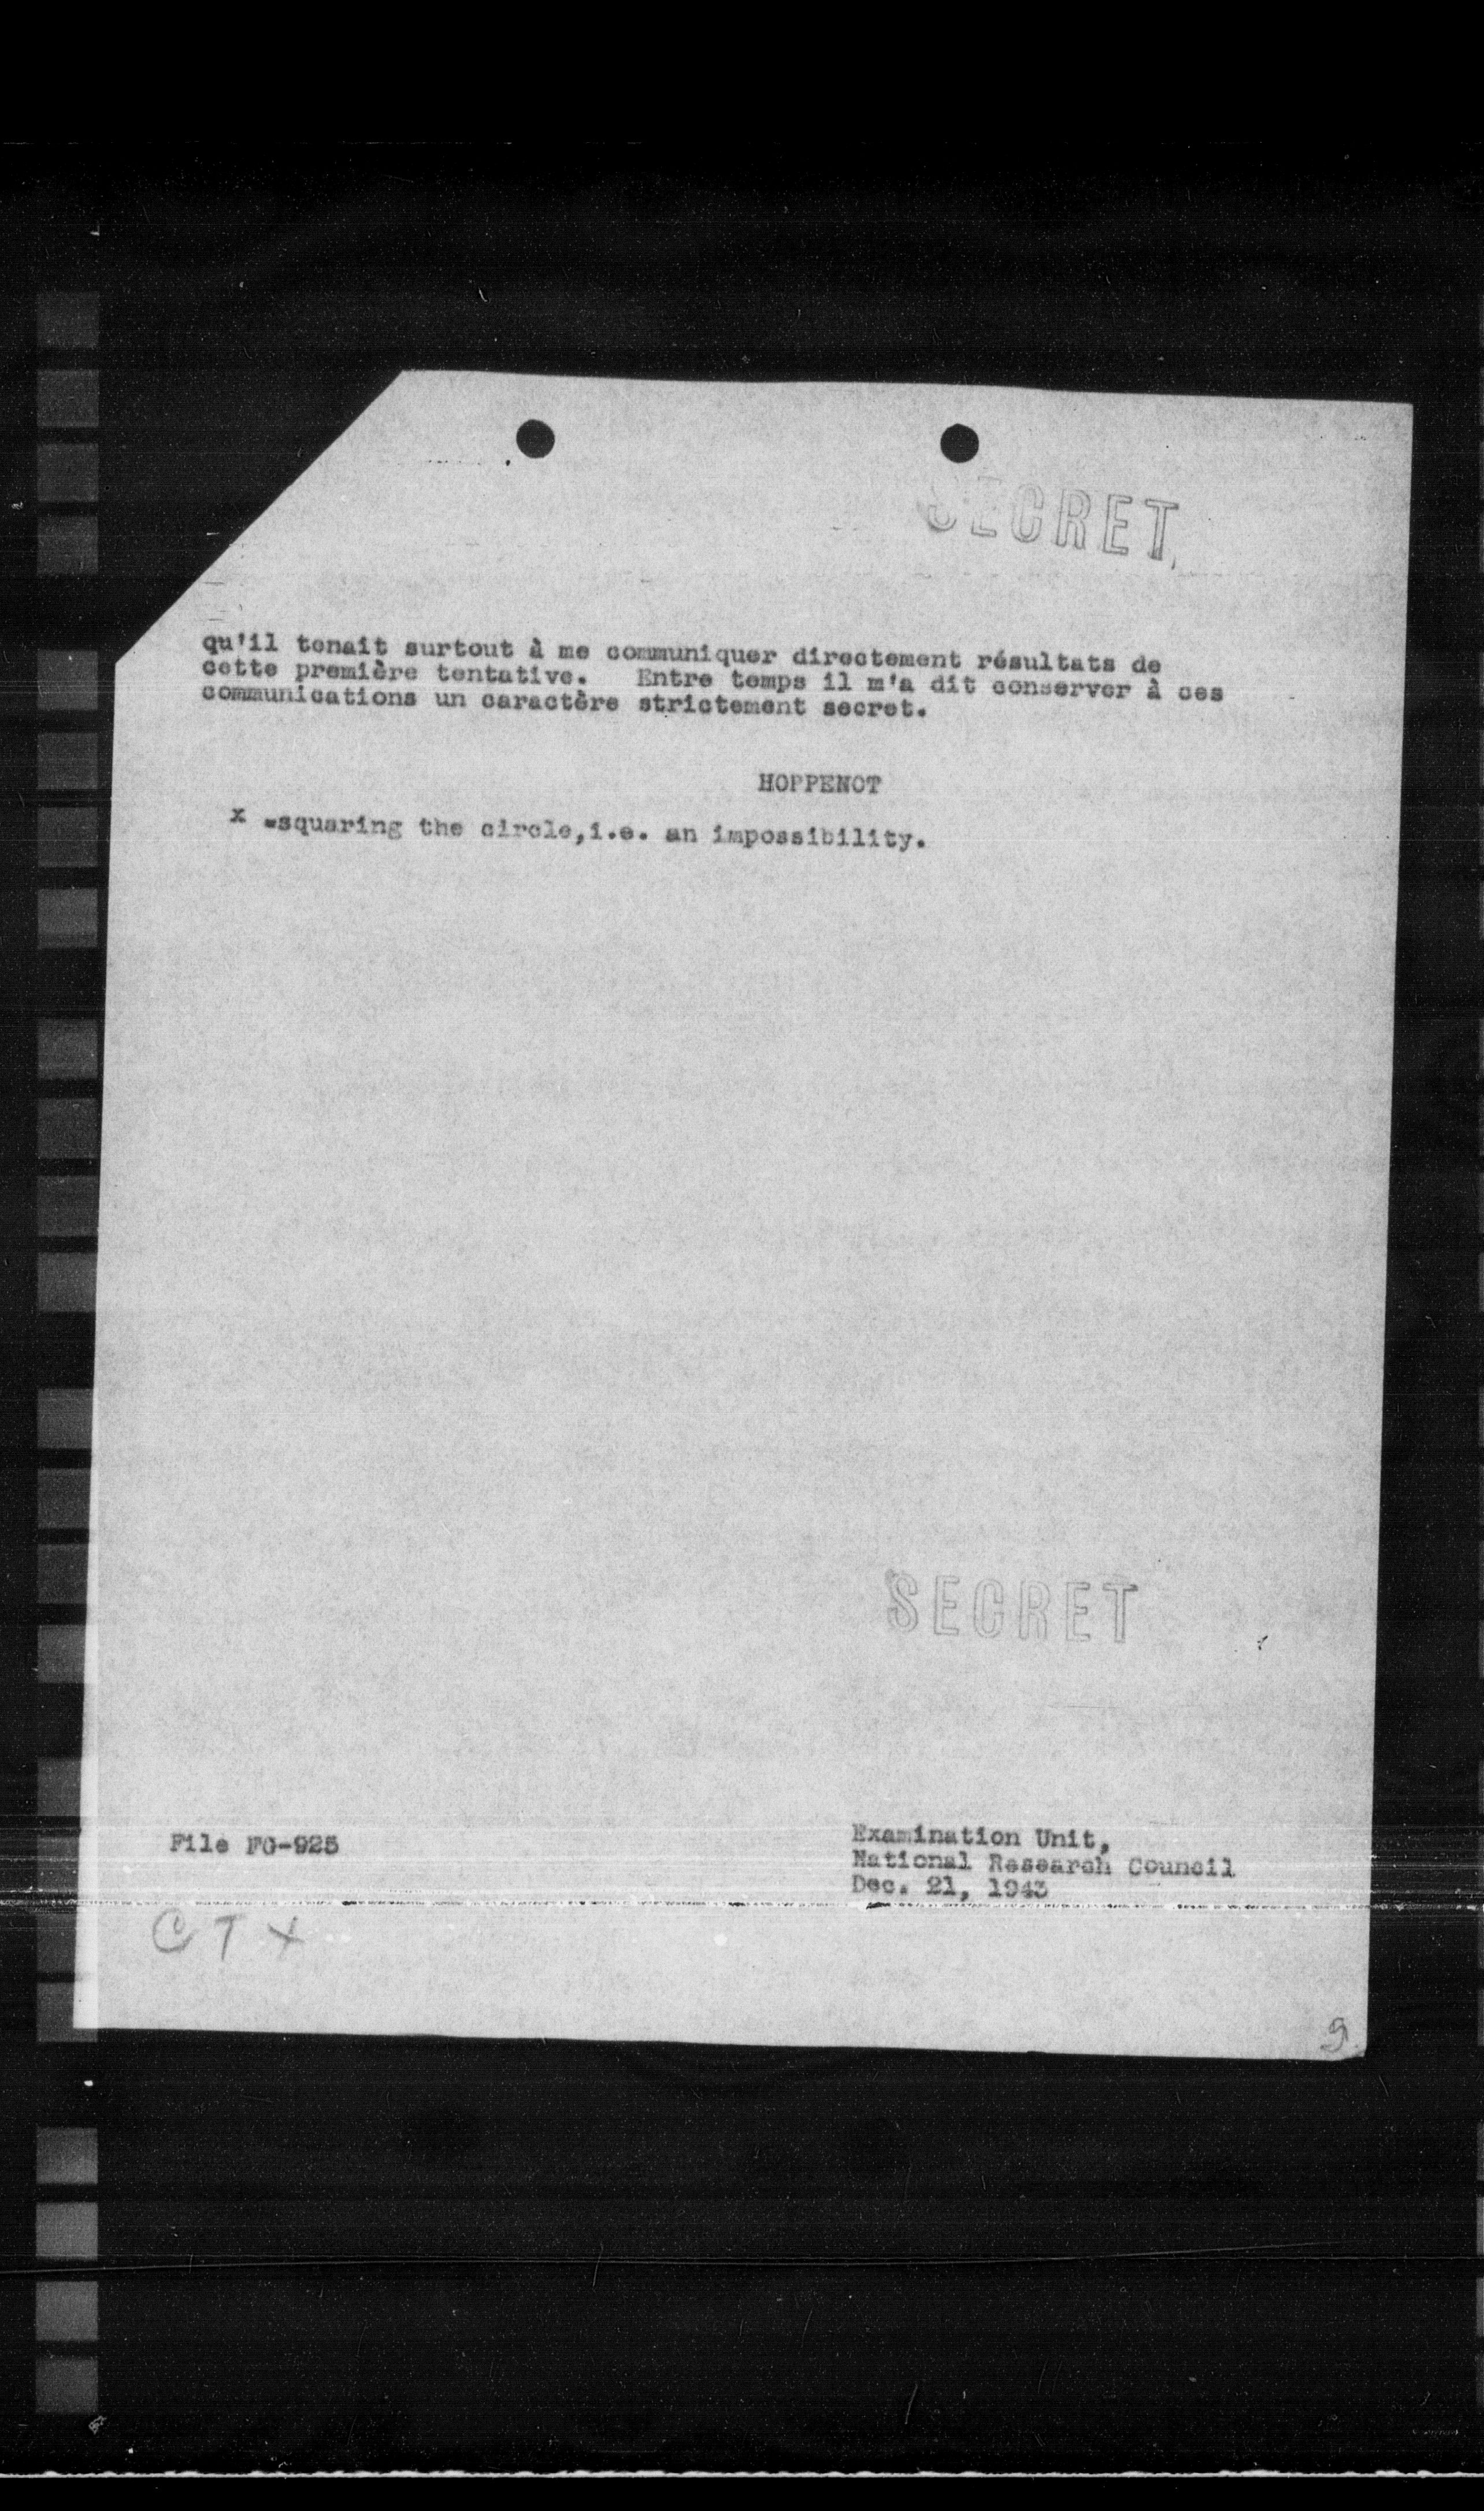 SECRET
qu'il tenait surtout à me communiquer directement résultats de
cette première tentative. Entre temps il m'a dit conserver à ces
communications un caractère strictement secret.
HOPPENOT
x =squaring the circle,i.e. an impossibility.
SECRET
File FG-925
Examination Unit,
National Research Council
Dec. 21, 1943
C T X
9